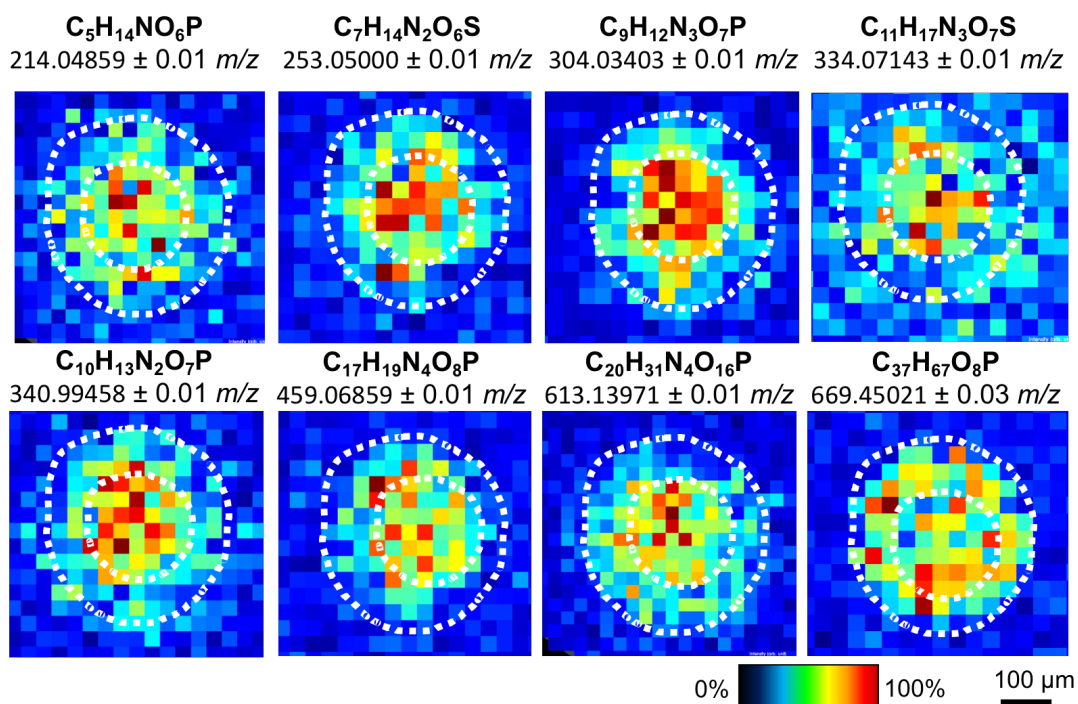 C₅H₁₄NO₆P
214.04859 ± 0.01 m/z
C₇H₁₄N₂O₆S
253.05000 ± 0.01 m/z
C₉H₁₂N₃O₇P
304.03403 ± 0.01 m/z
C₁₁H₁₇N₃O₇S
334.07143 ± 0.01 m/z
C₁₀H₁₃N₂O₇P
340.99458 ± 0.01 m/z
C₁₇H₁₉N₄O₈P
459.06859 ± 0.01 m/z
C₂₀H₃₁N₄O₁₆P
613.13971 ± 0.01 m/z
C₃₇H₆₇O₈P
669.45021 ± 0.03 m/z
0%
100%
100 µm